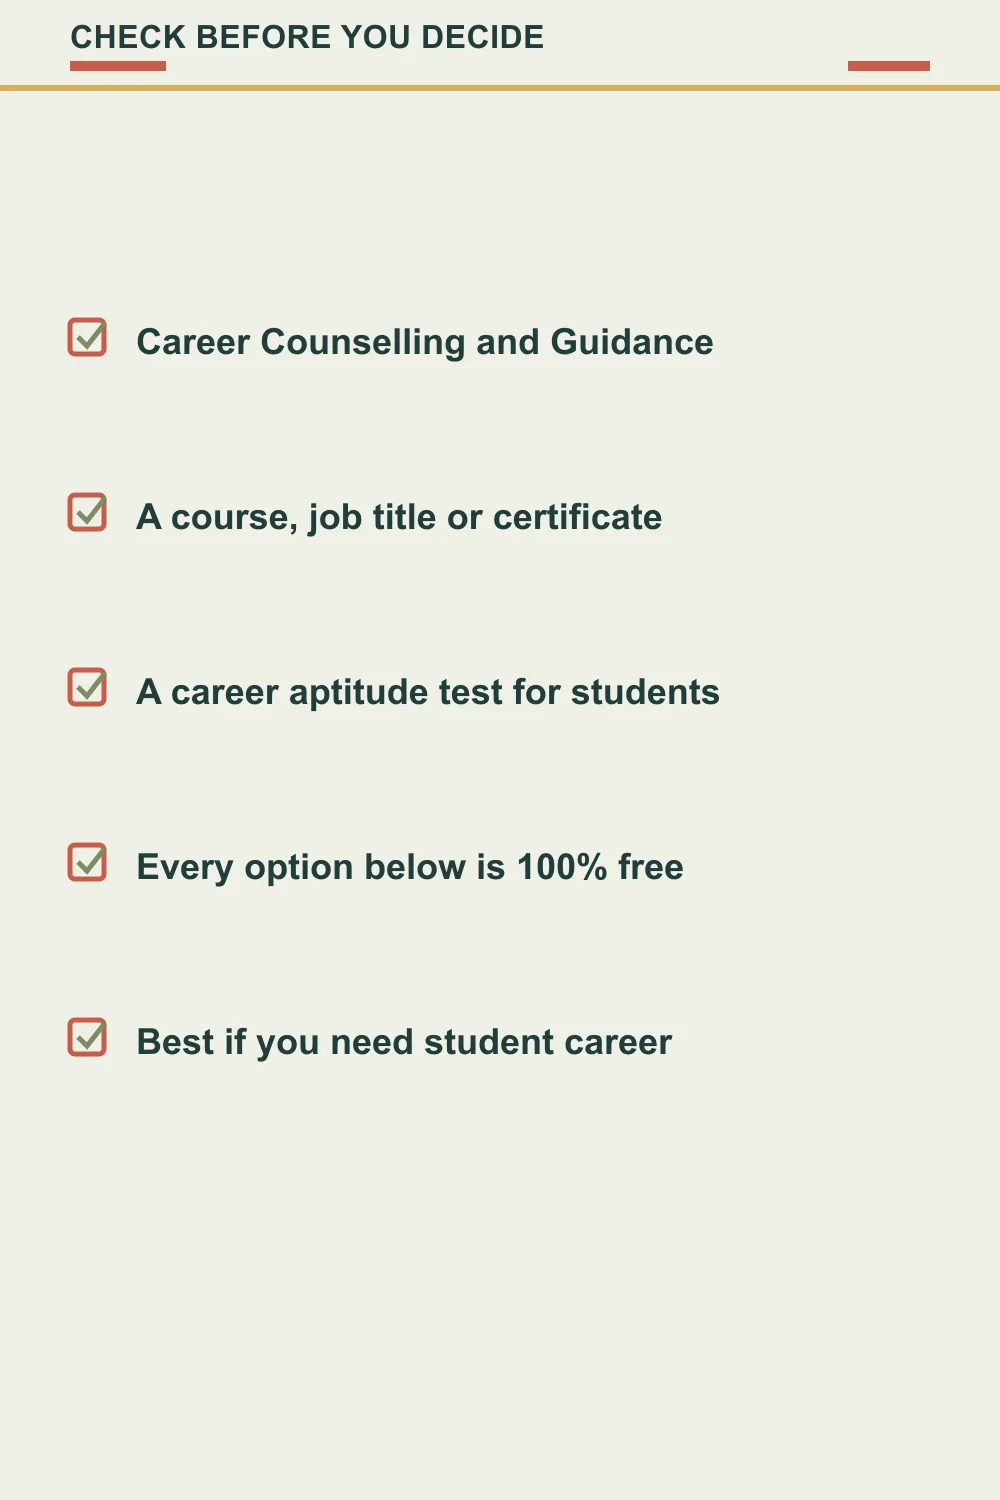 CHECK BEFORE YOU DECIDE
Career Counselling and Guidance
A course, job title or certificate
A career aptitude test for students
Every option below is 100% free
Best if you need student career